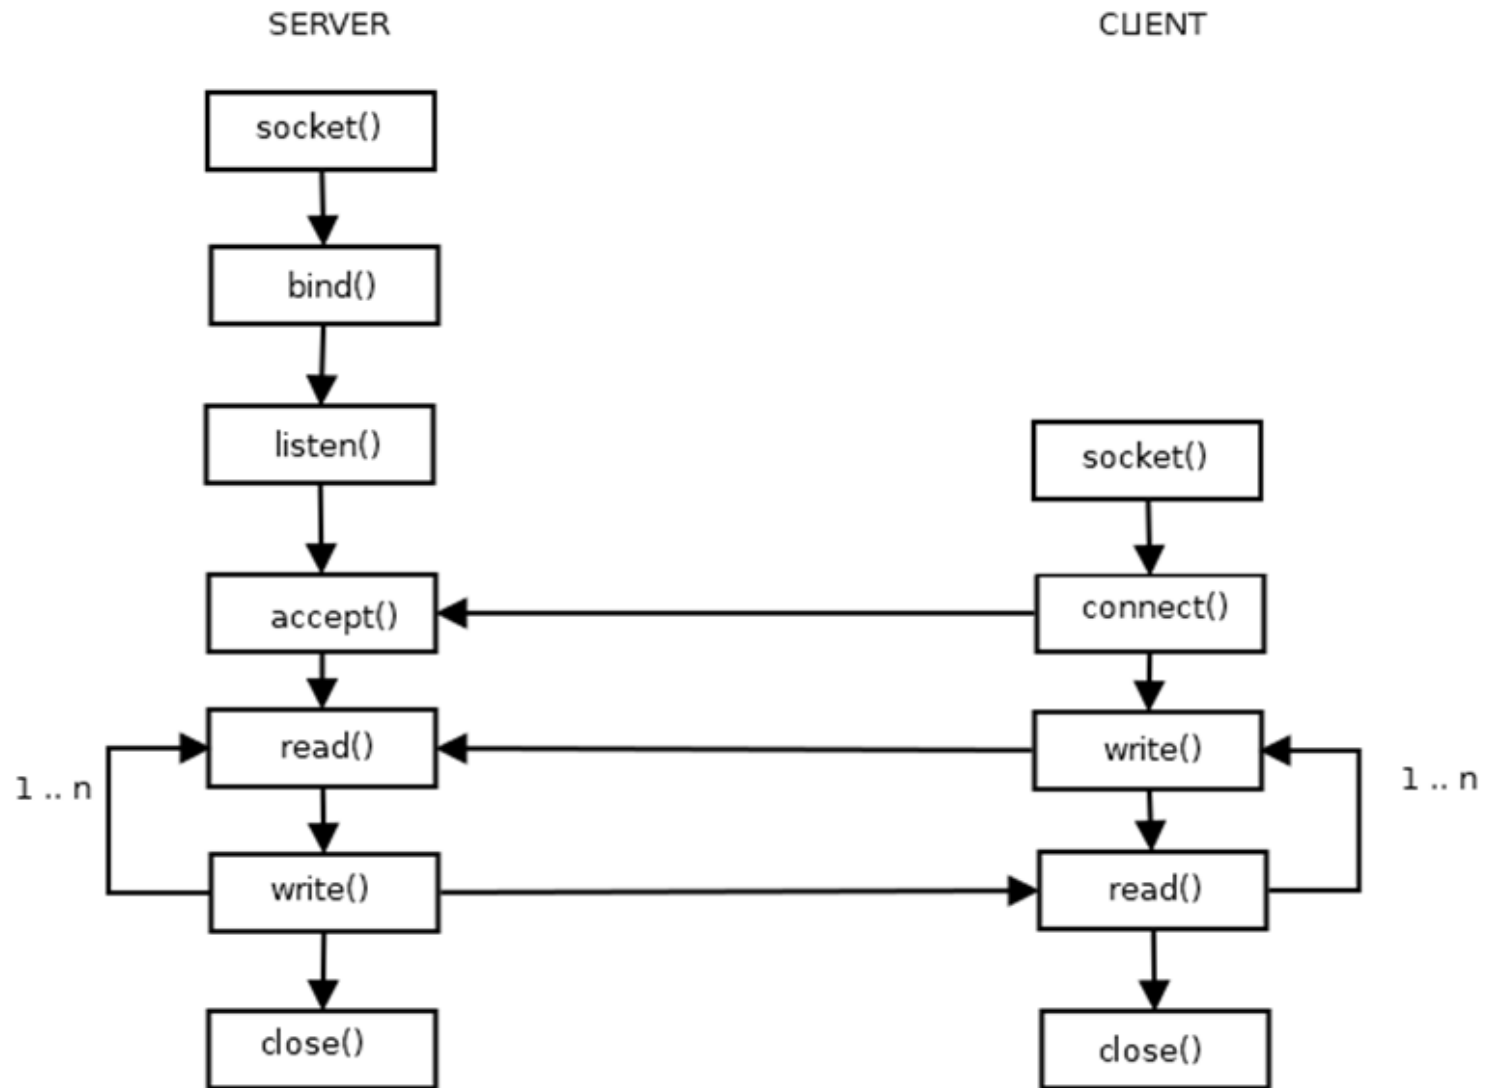 SERVER
CLIENT
socket()
bind()
listen()
socket()
accept()
connect()
read()
write()
1 .. n
1 .. n
write()
read()
close()
close()